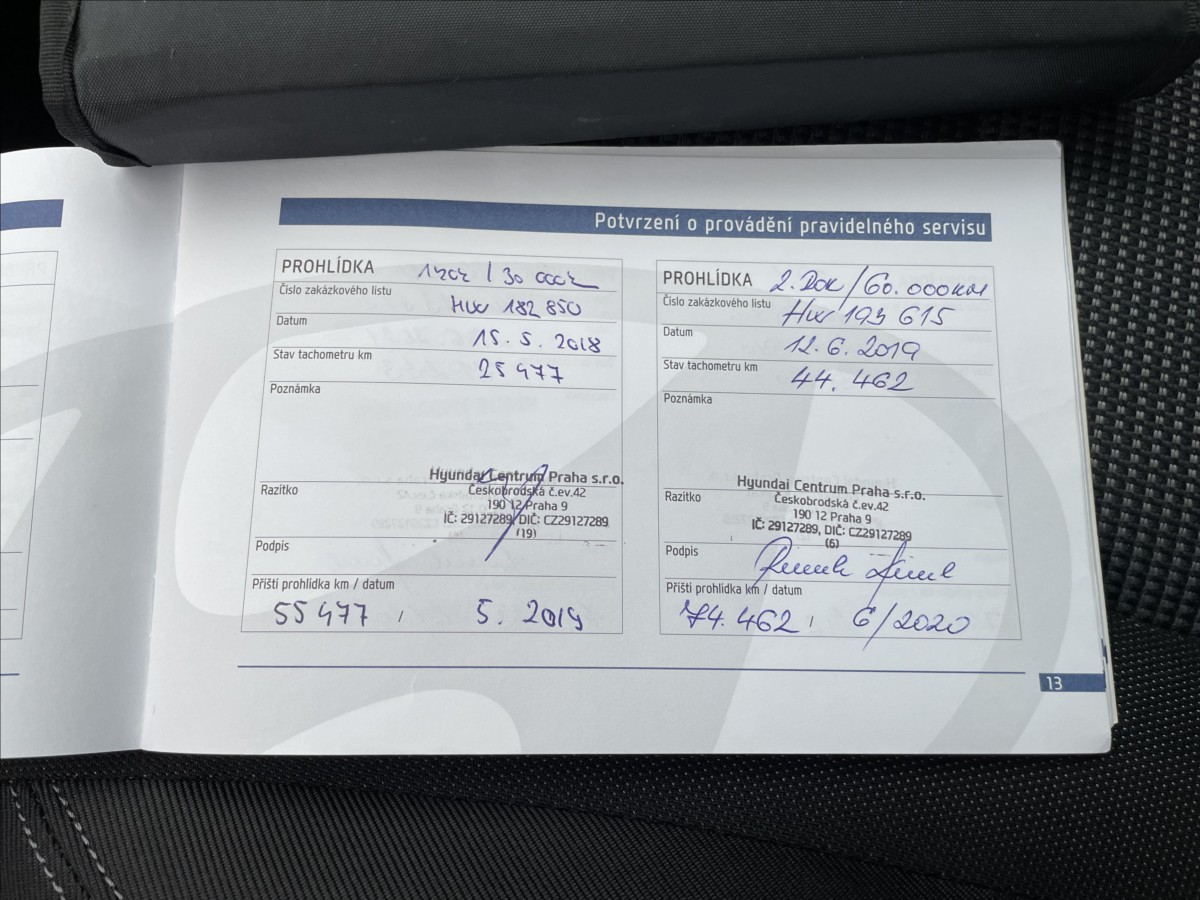 Potvrzení o provádění pravidelného servisu
PROHLÍDKA 1rok / 30 000k
Číslo zakázkového listu
HW 182 850
Datum
15. 5. 2018
Stav tachometru km
25 477
Poznámka
Hyundai Centrum Praha s.r.o.
Českobrodská č.ev.42
Razítko
190 12 Praha 9
IČ: 29127289, DIČ: CZ29127289
(19)
Podpis
Příští prohlídka km / datum
55 477 / 5. 2019
PROHLÍDKA 2. ROK/60.000KM
Číslo zakázkového listu
HW 193 615
Datum
12. 6. 2019
Stav tachometru km
44. 462
Poznámka
Hyundai Centrum Praha s.r.o.
Razítko
Českobrodská č.ev.42
190 12 Praha 9
IČ: 29127289, DIČ: CZ29127289
(6)
Podpis
Příští prohlídka km / datum
74. 462 / 6/2020
13